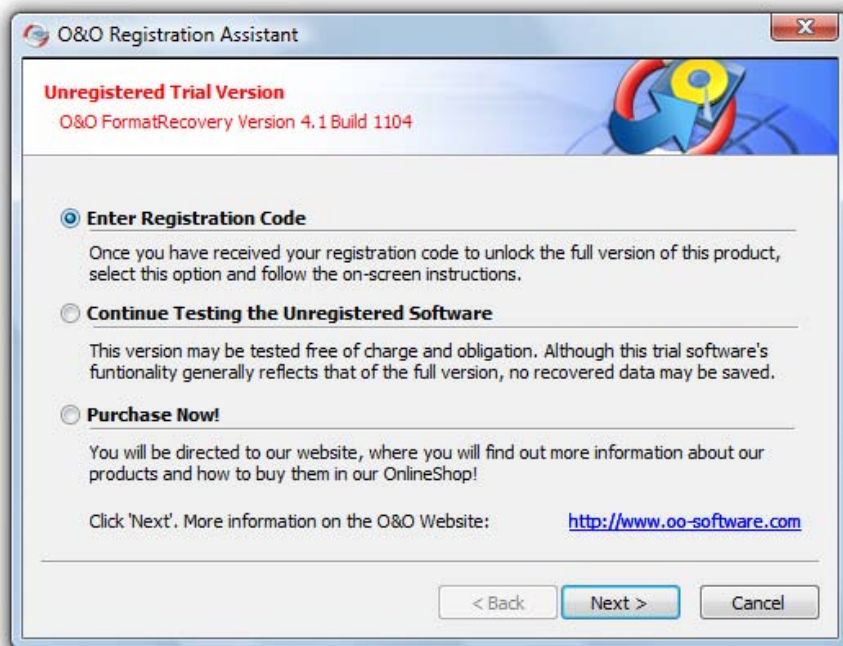 O&O Registration Assistant
Unregistered Trial Version
O&O FormatRecovery Version 4.1 Build 1104
Enter Registration Code
Once you have received your registration code to unlock the full version of this product,
select this option and follow the on-screen instructions.
Continue Testing the Unregistered Software
This version may be tested free of charge and obligation. Although this trial software's
funtionality generally reflects that of the full version, no recovered data may be saved.
Purchase Now!
You will be directed to our website, where you will find out more information about our
products and how to buy them in our OnlineShop!
Click 'Next'. More information on the O&O Website: http://www.oo-software.com
< Back Next > Cancel